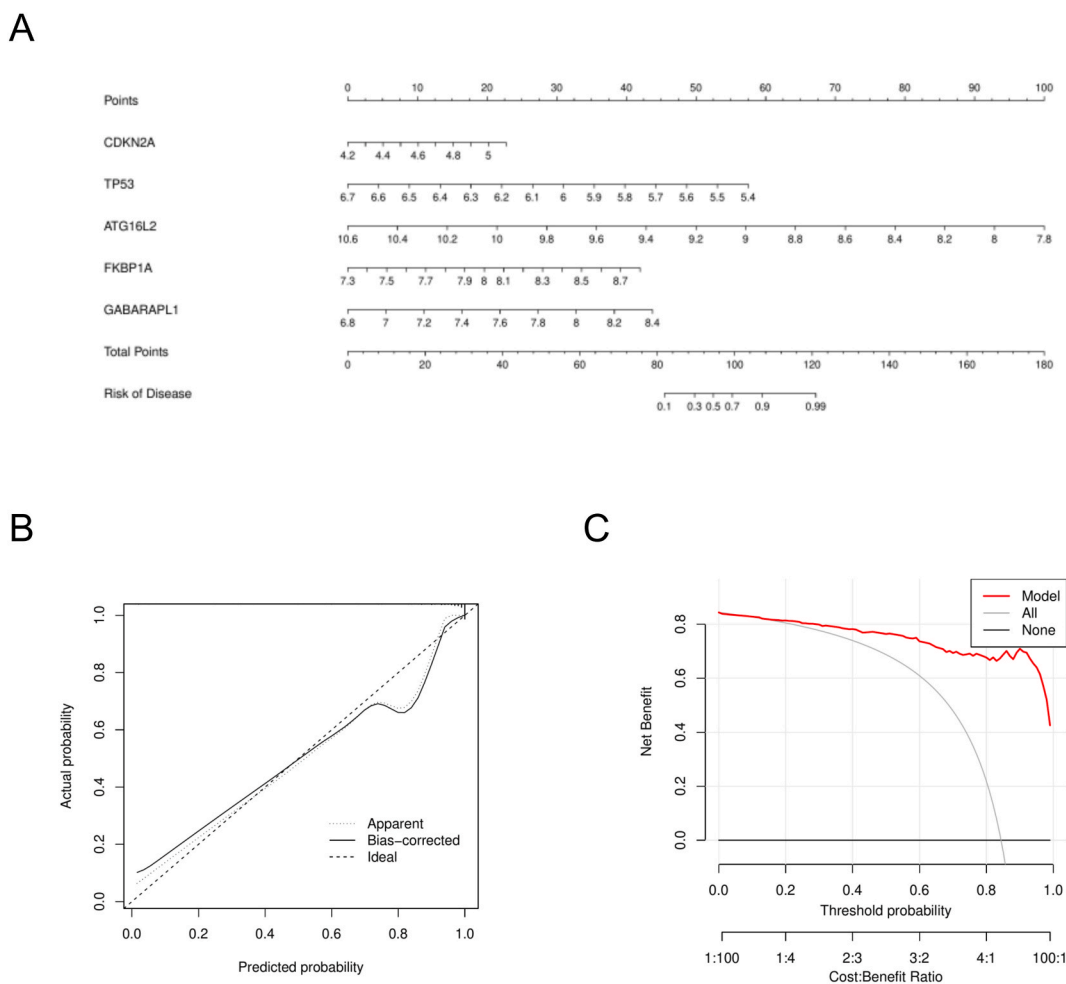 A
0 10 20 30 40 50 60 70 80 90 100
Points
CDKN2A
4.2 4.4 4.6 4.8 5
TP53
6.7 6.6 6.5 6.4 6.3 6.2 6.1 6 5.9 5.8 5.7 5.6 5.5 5.4
ATG16L2
10.6 10.4 10.2 10 9.8 9.6 9.4 9.2 9 8.8 8.6 8.4 8.2 8 7.8
FKBP1A
7.3 7.5 7.7 7.9 8 8.1 8.3 8.5 8.7
GABARAPL1
6.8 7 7.2 7.4 7.6 7.8 8 8.2 8.4
Total Points
0 20 40 60 80 100 120 140 160 180
Risk of Disease
0.1 0.3 0.5 0.7 0.9 0.99
B
Actual probability
1.0
0.8
0.6
0.4
0.2
0.0
Apparent
Bias-corrected
Ideal
0.0 0.2 0.4 0.6 0.8 1.0
Predicted probability
C
Net Benefit
0.8
0.6
0.4
0.2
0.0
Model
All
None
0.0 0.2 0.4 0.6 0.8 1.0
Threshold probability
1:100 1:4 2:3 3:2 4:1 100:1
Cost:Benefit Ratio